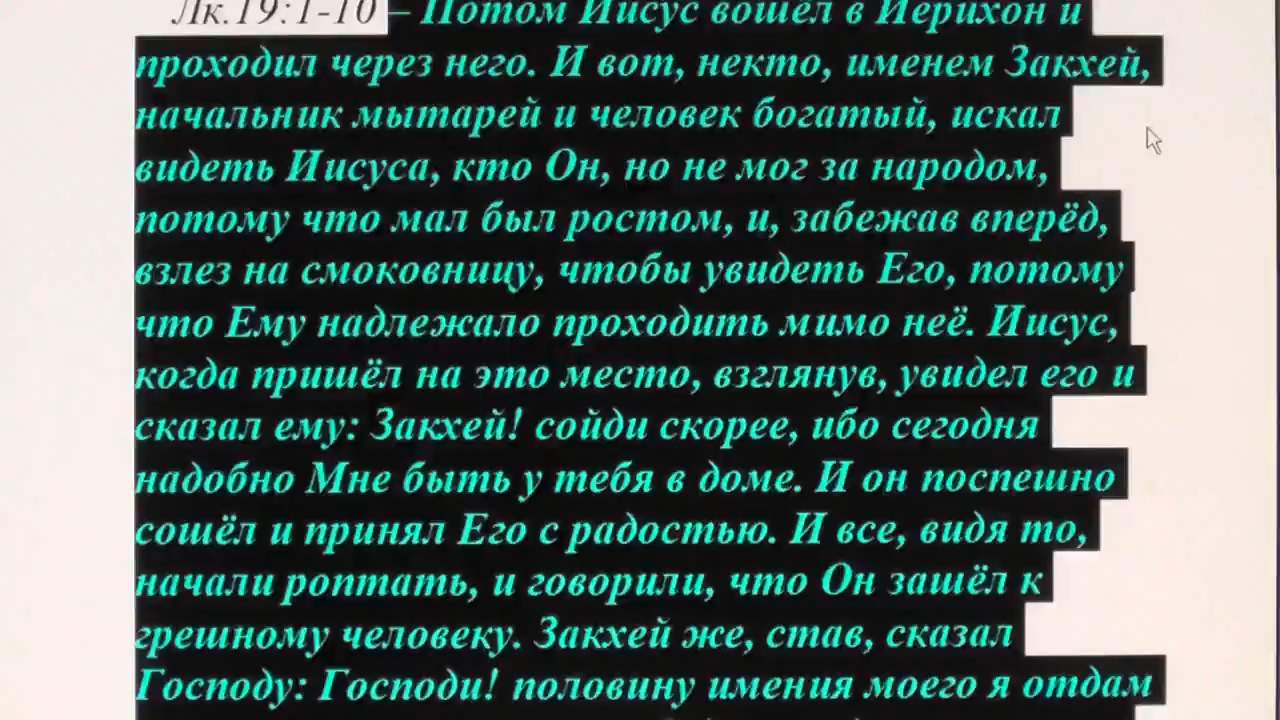 Лк.19:1-10 – Потом Иисус вошёл в Иерихон и
проходил через него. И вот, некто, именем Закхей,
начальник мытарей и человек богатый, искал
видеть Иисуса, кто Он, но не мог за народом,
потому что мал был ростом, и, забежав вперёд,
взлез на смоковницу, чтобы увидеть Его, потому
что Ему надлежало проходить мимо неё. Иисус,
когда пришёл на это место, взглянув, увидел его и
сказал ему: Закхей! сойди скорее, ибо сегодня
надобно Мне быть у тебя в доме. И он поспешно
сошёл и принял Его с радостью. И все, видя то,
начали роптать, и говорили, что Он зашёл к
грешному человеку. Закхей же, став, сказал
Господу: Господи! половину имения моего я отдам